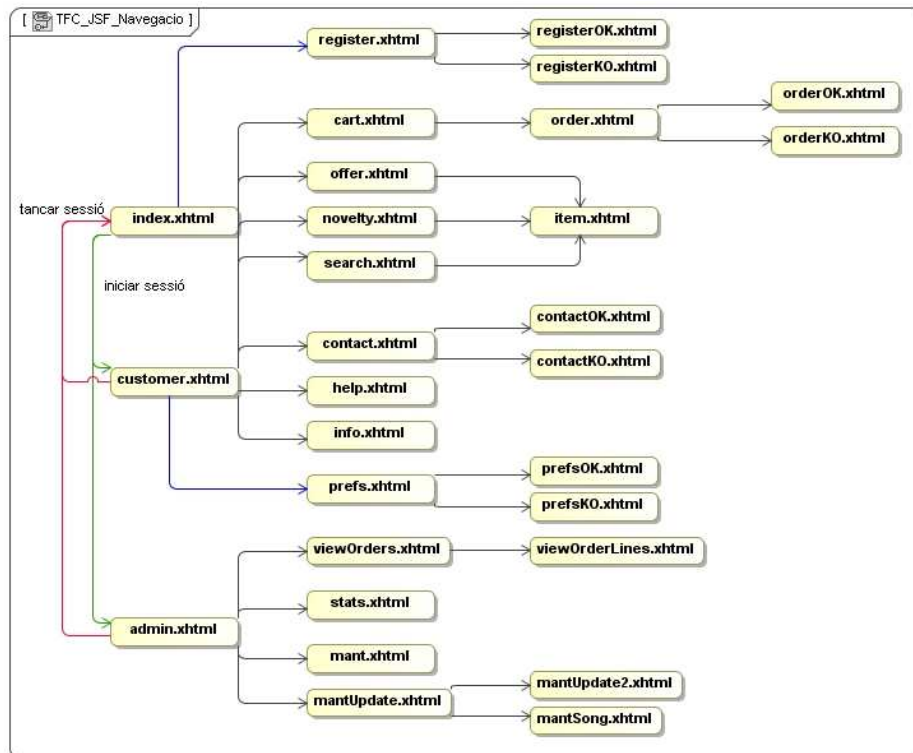 [ TFC_JSF_Navegacio ]
register.xhtml
registerOK.xhtml
registerKO.xhtml
cart.xhtml
order.xhtml
orderOK.xhtml
orderKO.xhtml
offer.xhtml
tancar sessió
index.xhtml
novelty.xhtml
item.xhtml
search.xhtml
iniciar sessió
contact.xhtml
contactOK.xhtml
contactKO.xhtml
customer.xhtml
help.xhtml
info.xhtml
prefs.xhtml
prefsOK.xhtml
prefsKO.xhtml
viewOrders.xhtml
viewOrderLines.xhtml
stats.xhtml
admin.xhtml
mant.xhtml
mantUpdate.xhtml
mantUpdate2.xhtml
mantSong.xhtml